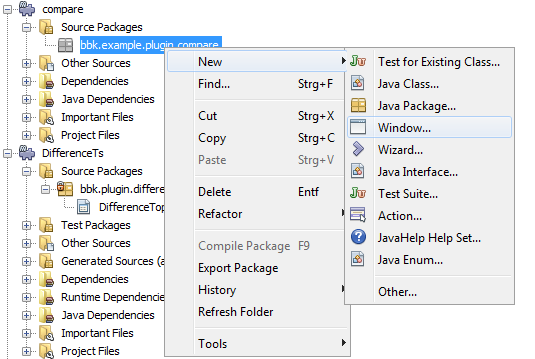 compare
Source Packages
bbk.example.plugin.compare
Other Sources
Dependencies
Java Dependencies
Important Files
Project Files
DifferenceTs
Source Packages
bbk.plugin.differe
DifferenceTop
Test Packages
Other Sources
Generated Sources (a
Dependencies
Runtime Dependencies
Java Dependencies
Important Files
Project Files
New
Find... Strg+F
Cut Strg+X
Copy Strg+C
Paste Strg+V
Delete Entf
Refactor
Compile Package F9
Export Package
History
Refresh Folder
Tools
Test for Existing Class...
Java Class...
Java Package...
Window...
Wizard...
Java Interface...
Test Suite...
Action...
JavaHelp Help Set...
Java Enum...
Other...